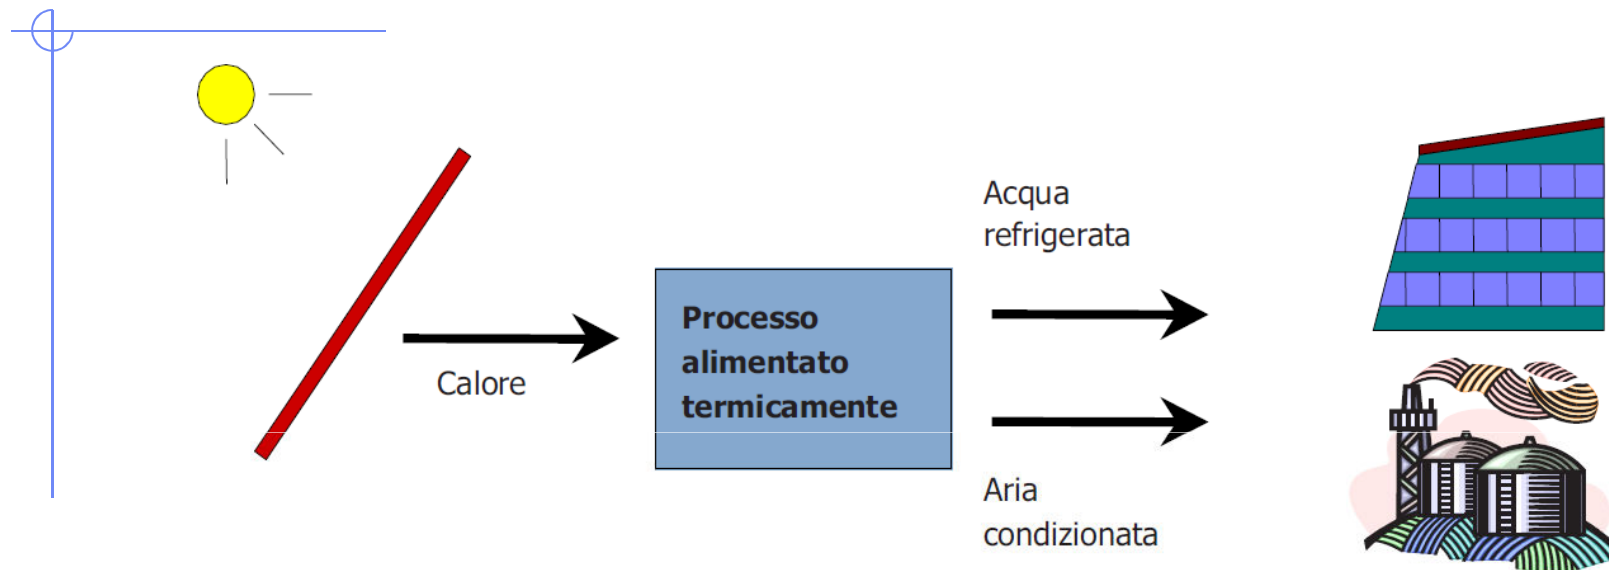 Calore
Processo
alimentato
termicamente
Acqua
refrigerata
Aria
condizionata